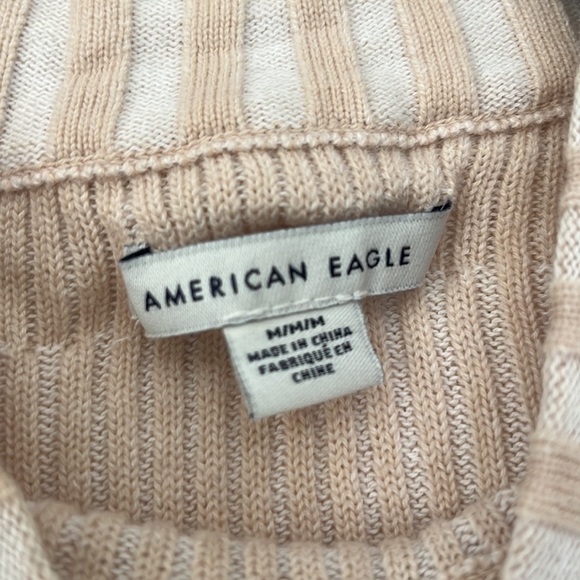 AMERICAN EAGLE
M/M/M
MADE IN CHINA
FABRIQUÉ EN
CHINE